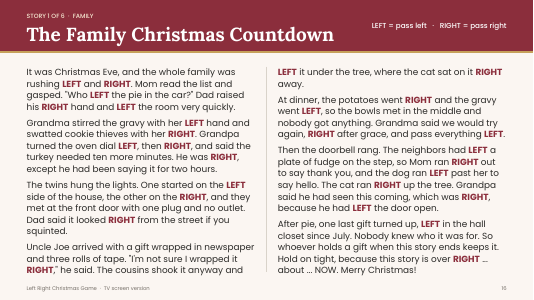 STORY 1 OF 6 · FAMILY
The Family Christmas Countdown
LEFT = pass left · RIGHT = pass right
It was Christmas Eve, and the whole family was
rushing LEFT and RIGHT. Mom read the list and
gasped. "Who LEFT the pie in the car?" Dad raised
his RIGHT hand and LEFT the room very quickly.
Grandma stirred the gravy with her LEFT hand and
swatted cookie thieves with her RIGHT. Grandpa
turned the oven dial LEFT, then RIGHT, and said the
turkey needed ten more minutes. He was RIGHT,
except he had been saying it for two hours.
The twins hung the lights. One started on the LEFT
side of the house, the other on the RIGHT, and they
met at the front door with one plug and no outlet.
Dad said it looked RIGHT from the street if you
squinted.
Uncle Joe arrived with a gift wrapped in newspaper
and three rolls of tape. "I'm not sure I wrapped it
RIGHT," he said. The cousins shook it anyway and
LEFT it under the tree, where the cat sat on it RIGHT
away.
At dinner, the potatoes went RIGHT and the gravy
went LEFT, so the bowls met in the middle and
nobody got anything. Grandma said we would try
again, RIGHT after grace, and pass everything LEFT.
Then the doorbell rang. The neighbors had LEFT a
plate of fudge on the step, so Mom ran RIGHT out
to say thank you, and the dog ran LEFT past her to
say hello. The cat ran RIGHT up the tree. Grandpa
said he had seen this coming, which was RIGHT,
because he had LEFT the door open.
After pie, one last gift turned up, LEFT in the hall
closet since July. Nobody knew who it was for. So
whoever holds a gift when this story ends keeps it.
Hold on tight, because this story is over RIGHT ...
about ... NOW. Merry Christmas!
Left Right Christmas Game · TV screen version
16